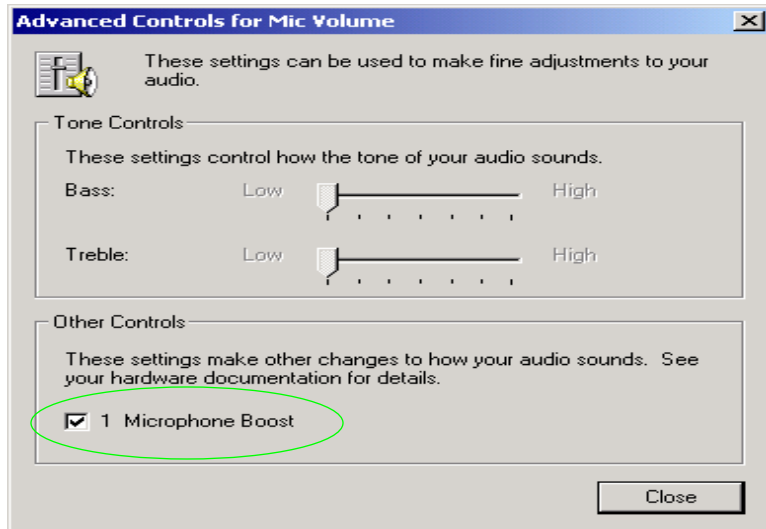 Advanced Controls for Mic Volume
These settings can be used to make fine adjustments to your
audio.
Tone Controls
These settings control how the tone of your audio sounds.
Bass: Low High
Treble: Low High
Other Controls
These settings make other changes to how your audio sounds. See
your hardware documentation for details.
1 Microphone Boost
Close